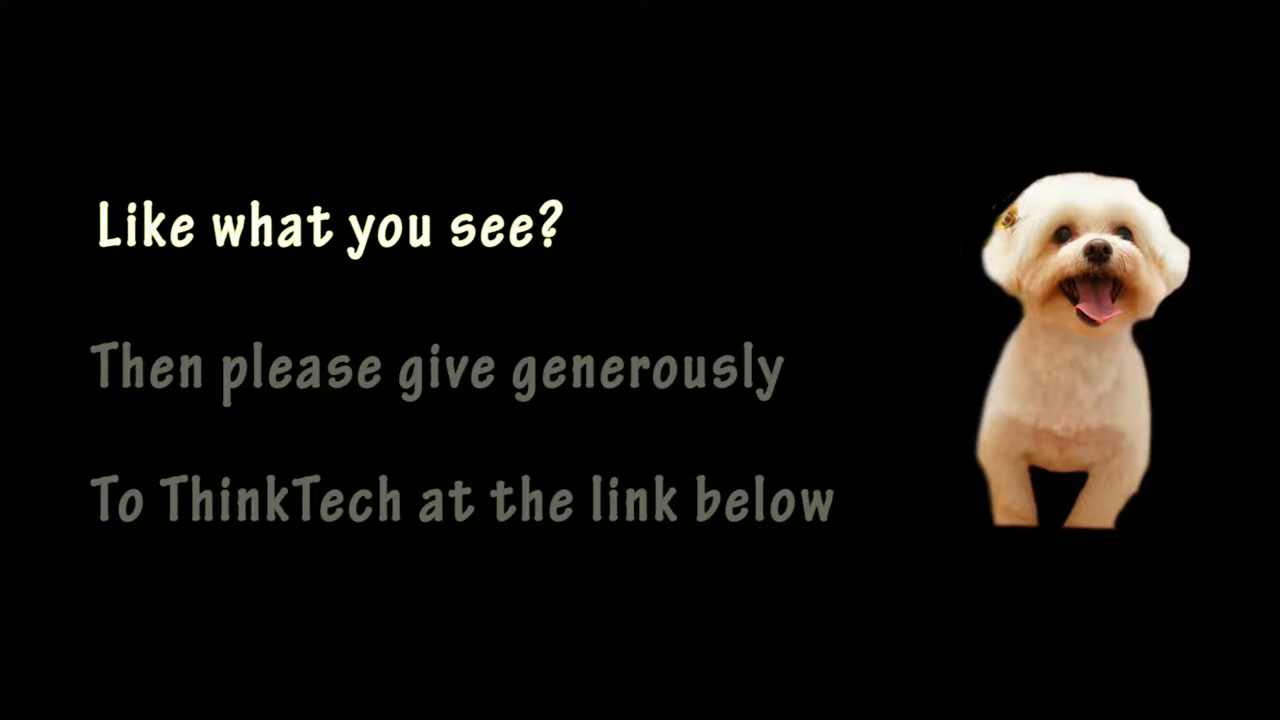 Like what you see?
Then please give generously
To ThinkTech at the link below